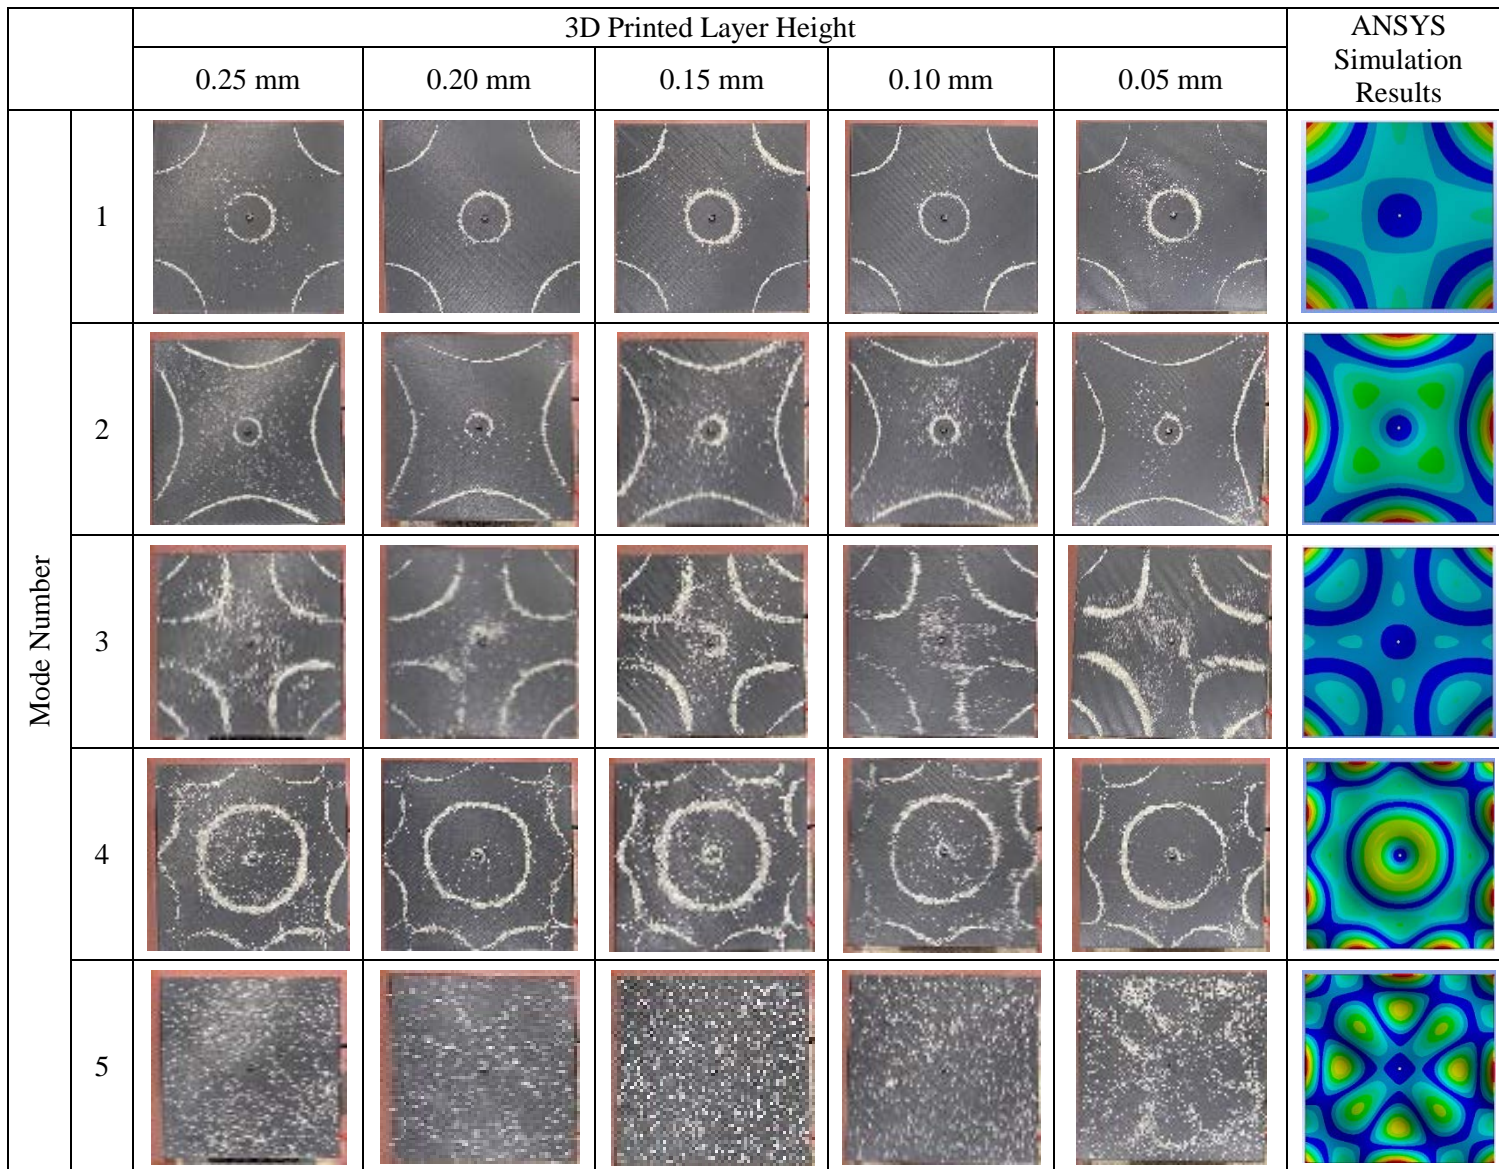 3D Printed Layer Height
ANSYS
Simulation
Results
0.25 mm
0.20 mm
0.15 mm
0.10 mm
0.05 mm
Mode Number
1
2
3
4
5